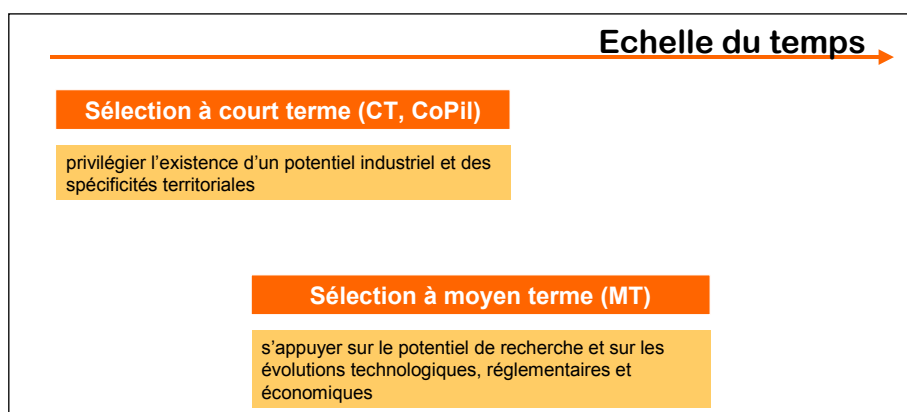 Echelle du temps
Sélection à court terme (CT, CoPil)
privilégier l’existence d’un potentiel industriel et des
spécificités territoriales
Sélection à moyen terme (MT)
s’appuyer sur le potentiel de recherche et sur les
évolutions technologiques, réglementaires et
économiques